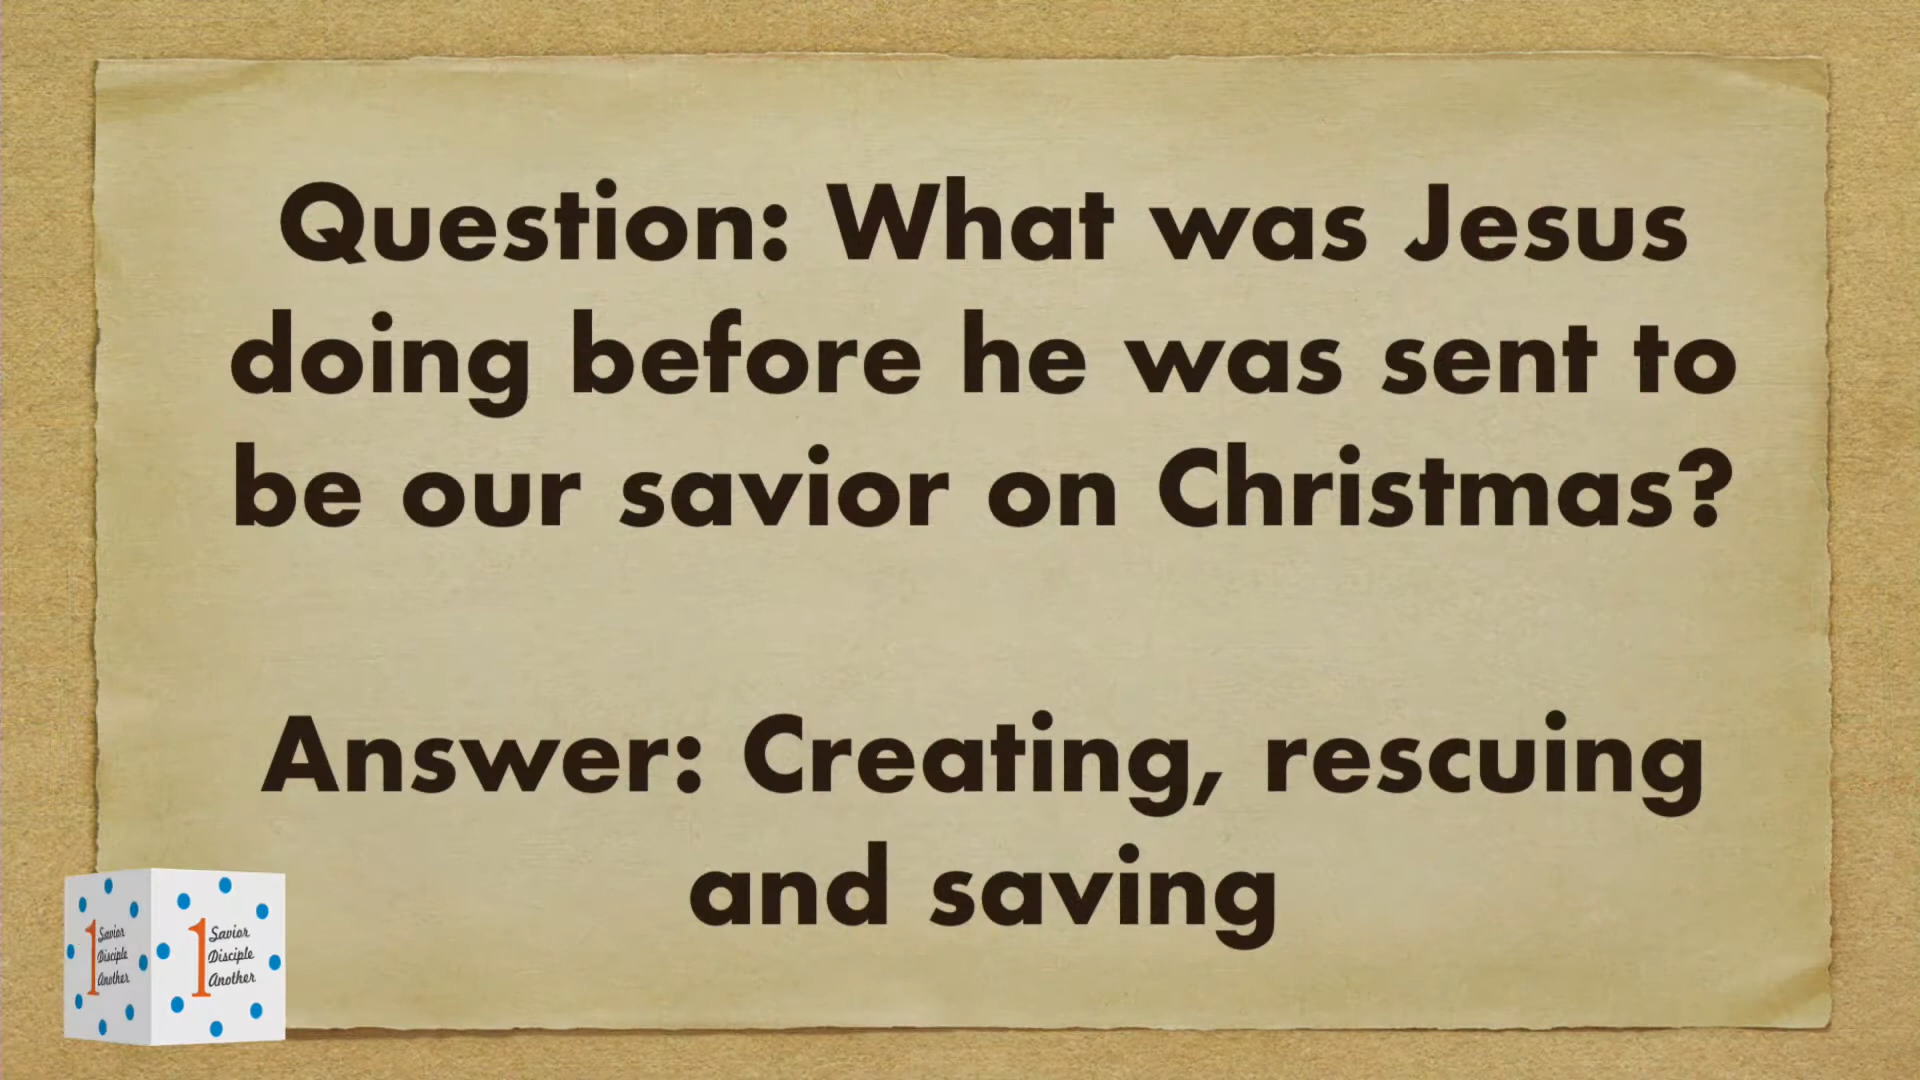 Question: What was Jesus
doing before he was sent to
be our savior on Christmas?
Answer: Creating, rescuing
and saving
1 Savior
Disciple
Another
1 Savior
Disciple
Another